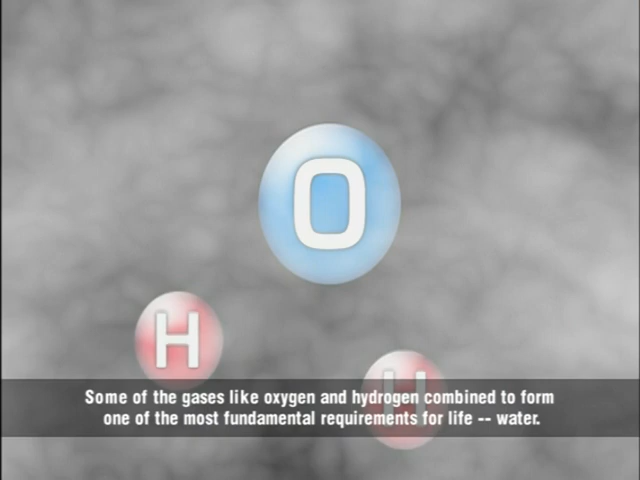 O
H
H
Some of the gases like oxygen and hydrogen combined to form
one of the most fundamental requirements for life -- water.